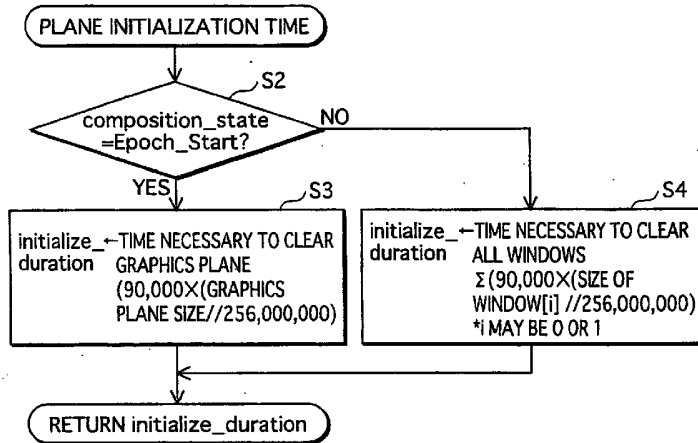 PLANE INITIALIZATION TIME
S2
composition_state
=Epoch_Start?
NO
YES
S3
initialize_←TIME NECESSARY TO CLEAR
duration GRAPHICS PLANE
(90,000×(GRAPHICS
PLANE SIZE//256,000,000)
S4
initialize_←TIME NECESSARY TO CLEAR
duration ALL WINDOWS
Σ(90,000×(SIZE OF
WINDOW[i] //256,000,000)
*i MAY BE 0 OR 1
RETURN initialize_duration